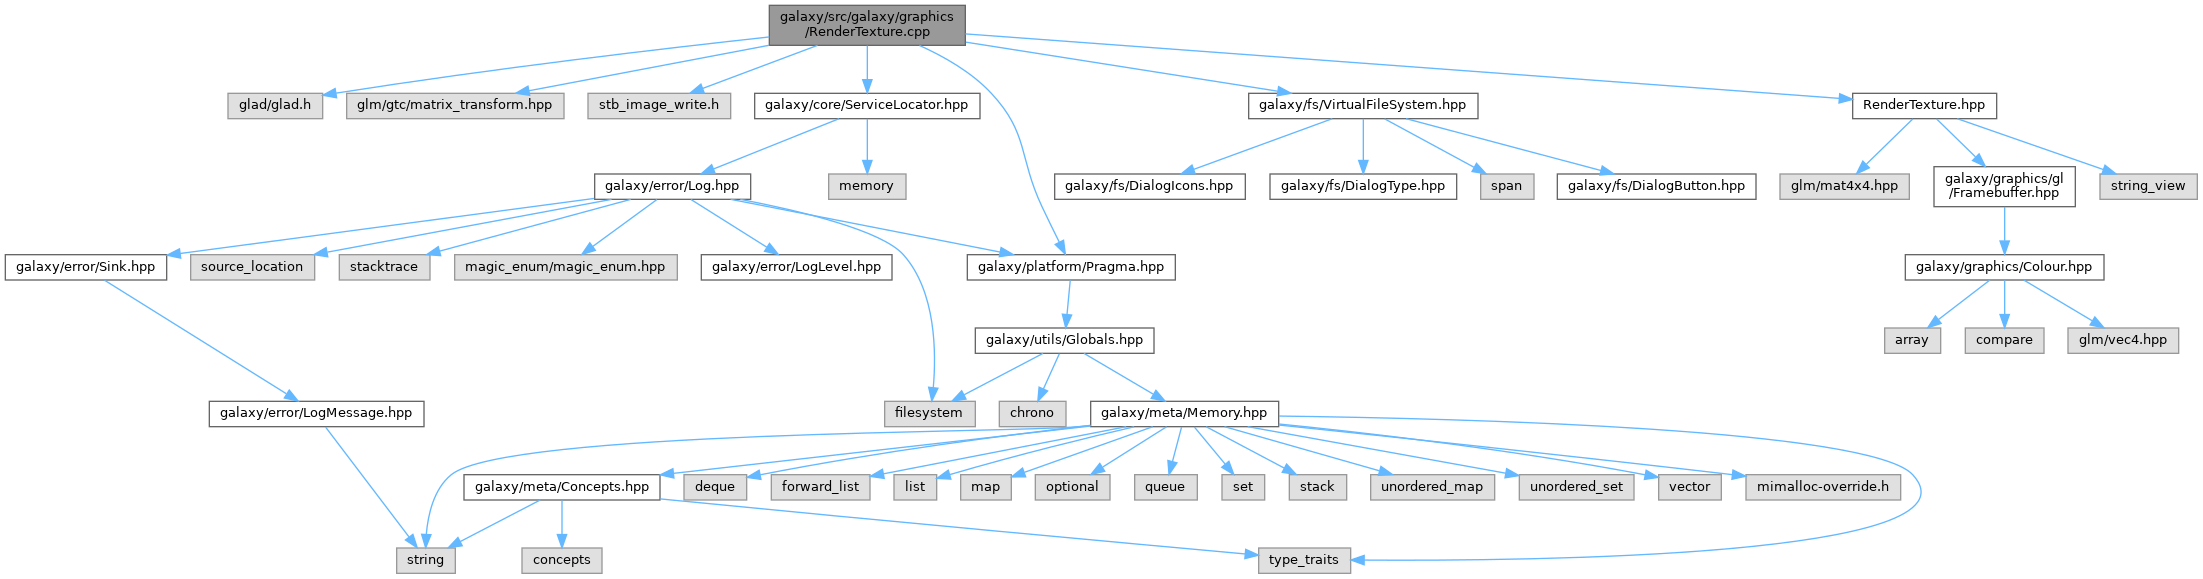 galaxy/src/galaxy/graphics
/RenderTexture.cpp
glad/glad.h
glm/gtc/matrix_transform.hpp
stb_image_write.h
galaxy/core/ServiceLocator.hpp
galaxy/fs/VirtualFileSystem.hpp
RenderTexture.hpp
galaxy/error/Log.hpp
memory
galaxy/fs/DialogIcons.hpp
galaxy/fs/DialogType.hpp
span
galaxy/fs/DialogButton.hpp
glm/mat4x4.hpp
galaxy/graphics/gl
/Framebuffer.hpp
string_view
galaxy/error/Sink.hpp
source_location
stacktrace
magic_enum/magic_enum.hpp
galaxy/error/LogLevel.hpp
galaxy/platform/Pragma.hpp
galaxy/graphics/Colour.hpp
galaxy/utils/Globals.hpp
array
compare
glm/vec4.hpp
galaxy/error/LogMessage.hpp
filesystem
chrono
galaxy/meta/Memory.hpp
galaxy/meta/Concepts.hpp
deque
forward_list
list
map
optional
queue
set
stack
unordered_map
unordered_set
vector
mimalloc-override.h
string
concepts
type_traits